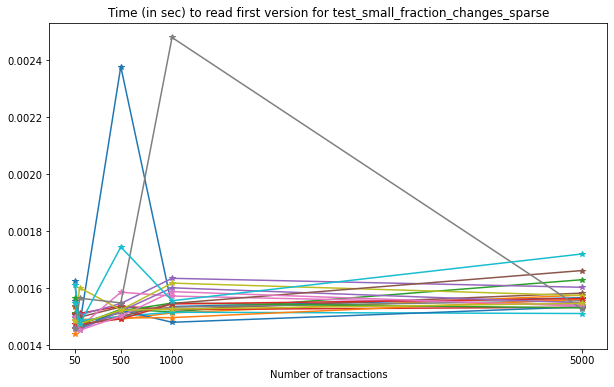 Time (in sec) to read first version for test_small_fraction_changes_sparse
0.0024
0.0022
0.0020
0.0018
0.0016
0.0014
50 500 1000 5000
Number of transactions